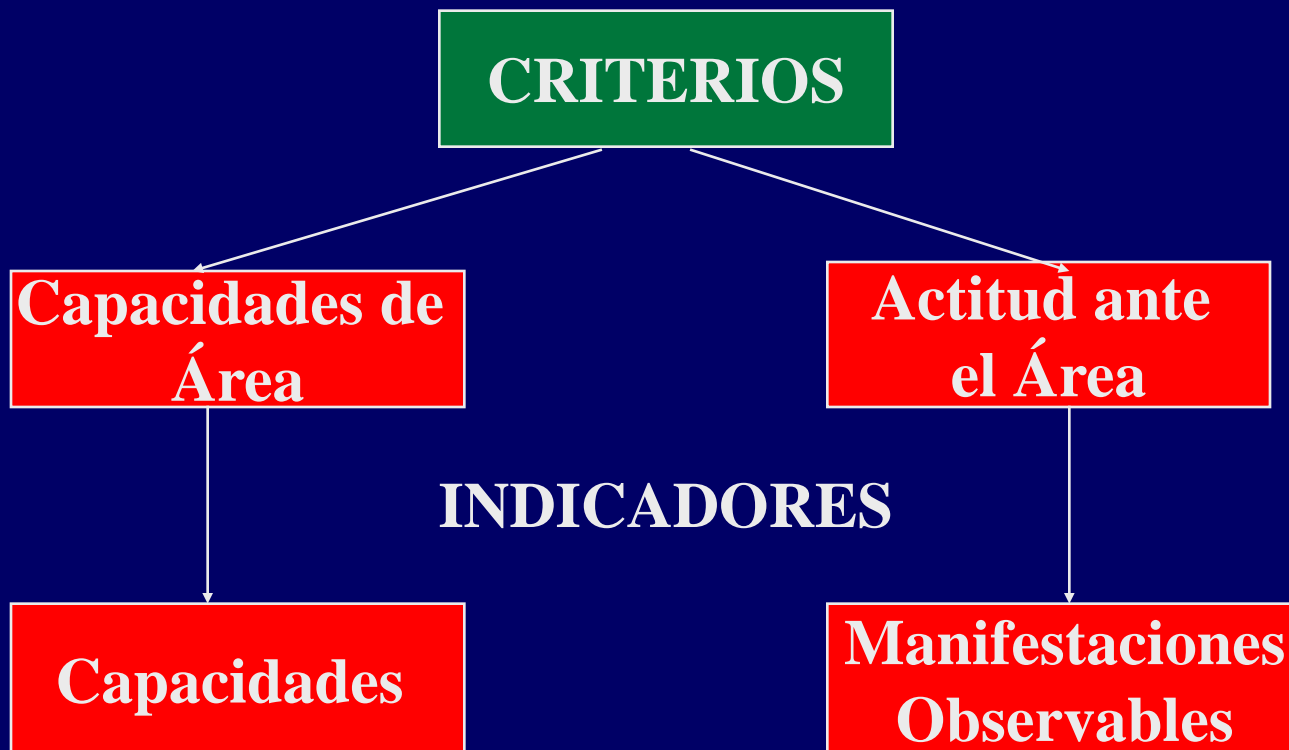 CRITERIOS
Capacidades de
Área
Actitud ante
el Área
INDICADORES
Capacidades
Manifestaciones
Observables